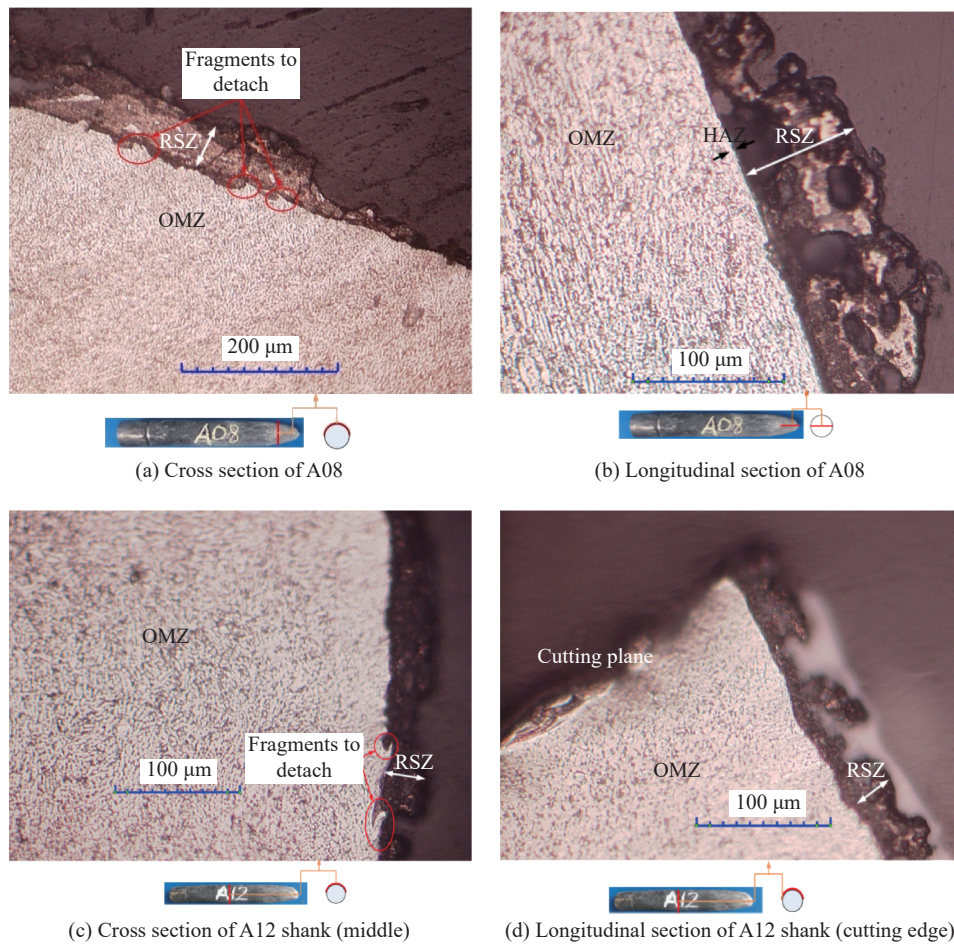 Fragments to
detach
RSZ
OMZ
200 μm
A08
(a) Cross section of A08
OMZ
HAZ
RSZ
100 μm
A08
(b) Longitudinal section of A08
OMZ
Fragments to
detach
RSZ
100 μm
A12
(c) Cross section of A12 shank (middle)
Cutting plane
OMZ
RSZ
100 μm
A12
(d) Longitudinal section of A12 shank (cutting edge)